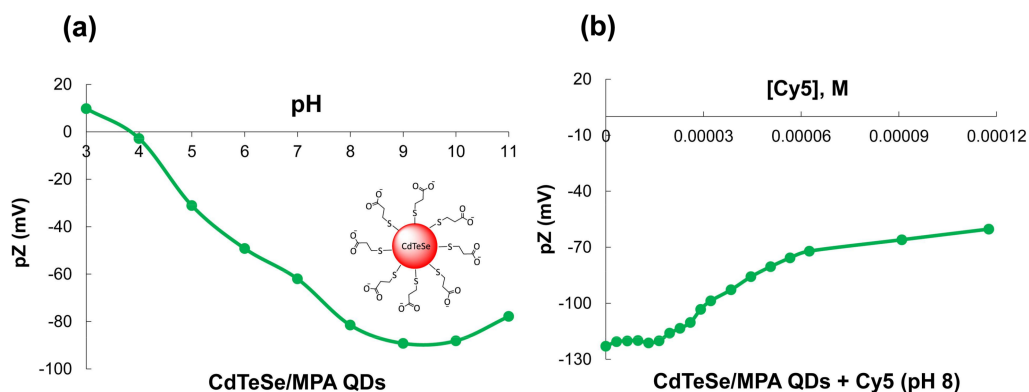 (a)
pH
20
0
-20
-40
-60
-80
-100
pZ (mV)
3 4 5 6 7 8 9 10 11
O O⁻
O⁻ O
O⁻ O
O⁻ O
O⁻ O
O O⁻
O⁻ O
O⁻ O
S S S S S S S S
CdTeSe
CdTeSe/MPA QDs
(b)
[Cy5], M
20
-10
-40
-70
-100
-130
pZ (mV)
0 0.00003 0.00006 0.00009 0.00012
CdTeSe/MPA QDs + Cy5 (pH 8)